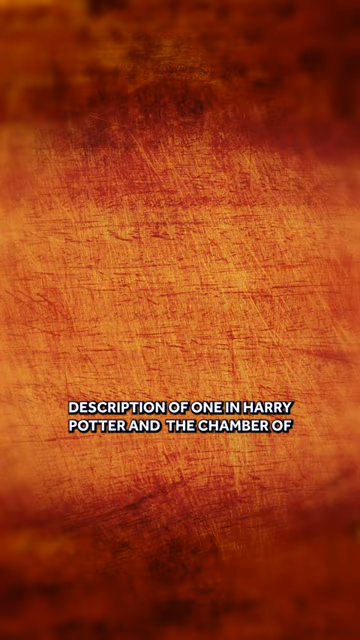 DESCRIPTION OF ONE IN HARRY
POTTER AND THE CHAMBER OF